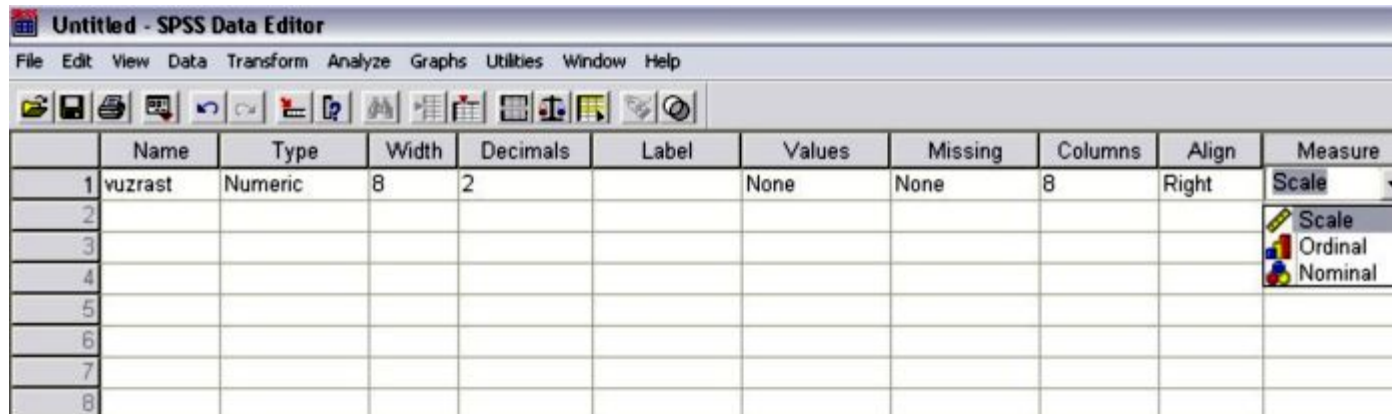 Untitled - SPSS Data Editor
File Edit View Data Transform Analyze Graphs Utilities Window Help
Name Type Width Decimals Label Values Missing Columns Align Measure
1 vuzrast Numeric 8 2 None None 8 Right Scale
2 Scale
3 Ordinal
4 Nominal
5
6
7
8